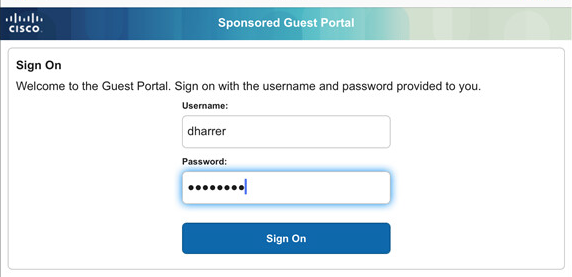 CISCO
Sponsored Guest Portal
Sign On
Welcome to the Guest Portal. Sign on with the username and password provided to you.
Username:
dharrer
Password:
••••••••
Sign On